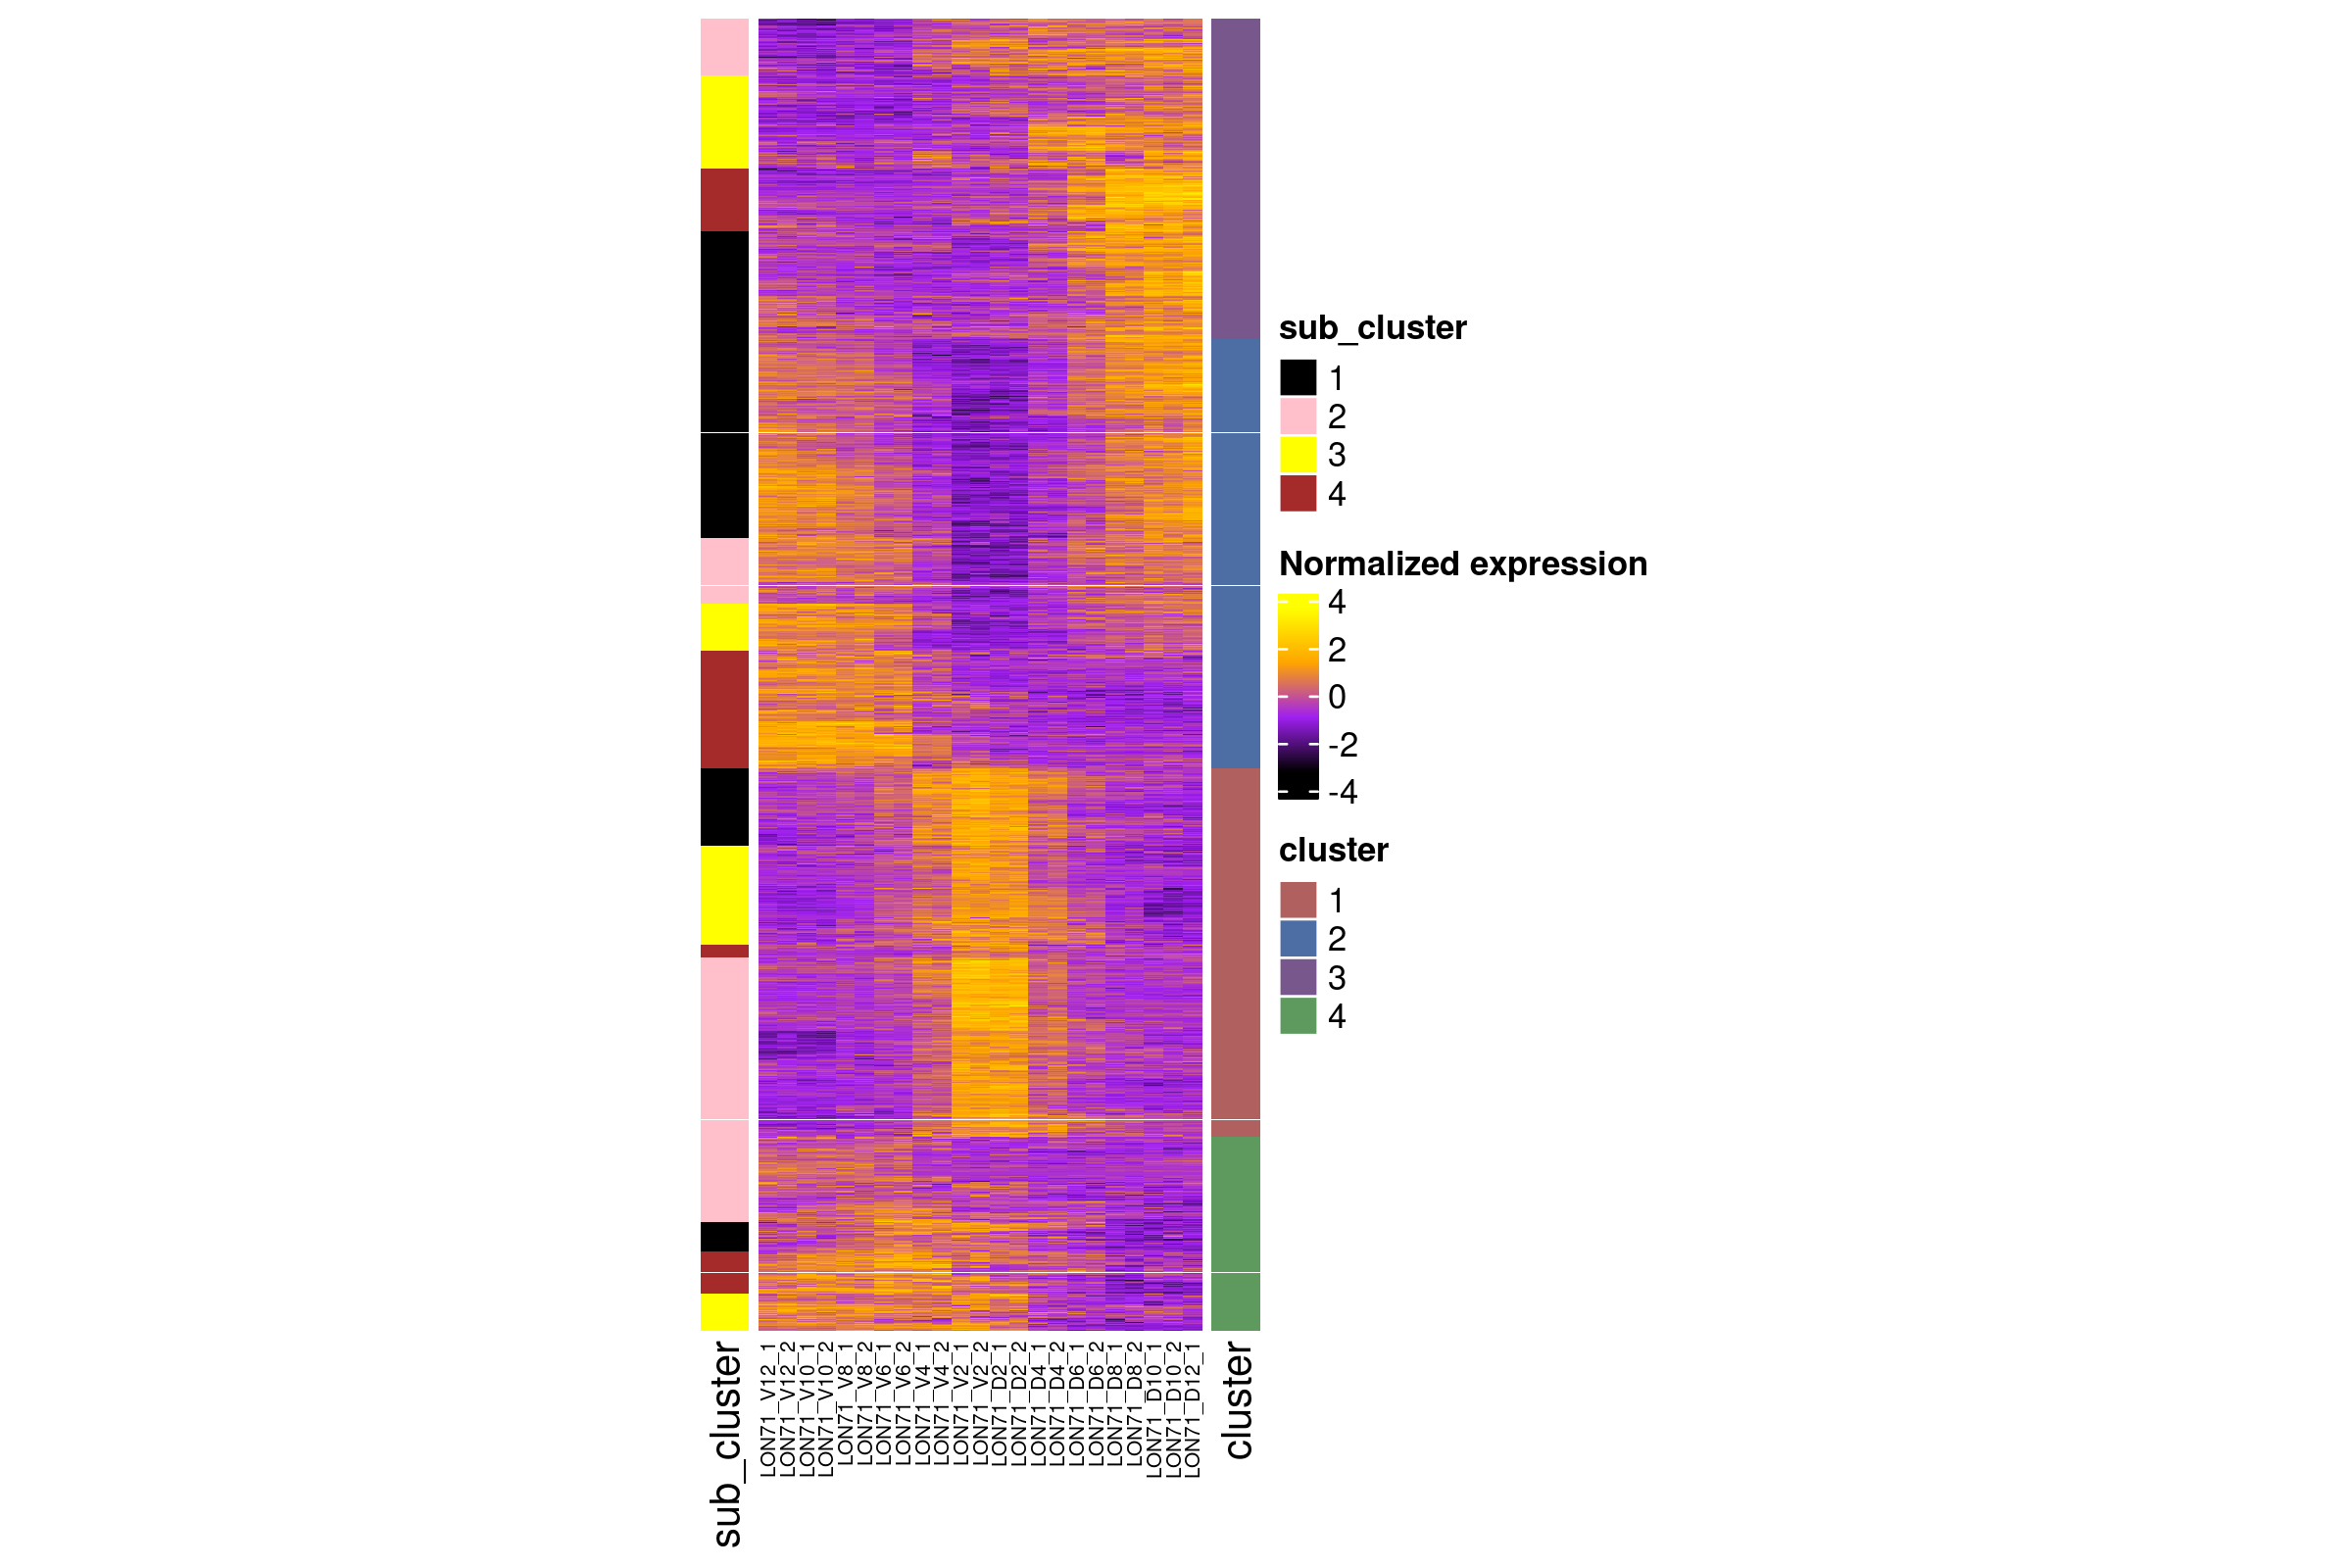 sub_cluster
1
2
3
4
Normalized expression
4
2
0
-2
-4
cluster
1
2
3
4
sub_cluster
LON71_V12_1
LON71_V12_2
LON71_V10_1
LON71_V10_2
LON71_V8_1
LON71_V8_2
LON71_V6_1
LON71_V6_2
LON71_V4_1
LON71_V4_2
LON71_V2_1
LON71_V2_2
LON71_D2_1
LON71_D2_2
LON71_D4_1
LON71_D4_2
LON71_D6_1
LON71_D6_2
LON71_D8_1
LON71_D8_2
LON71_D10_1
LON71_D10_2
LON71_D12_1
cluster